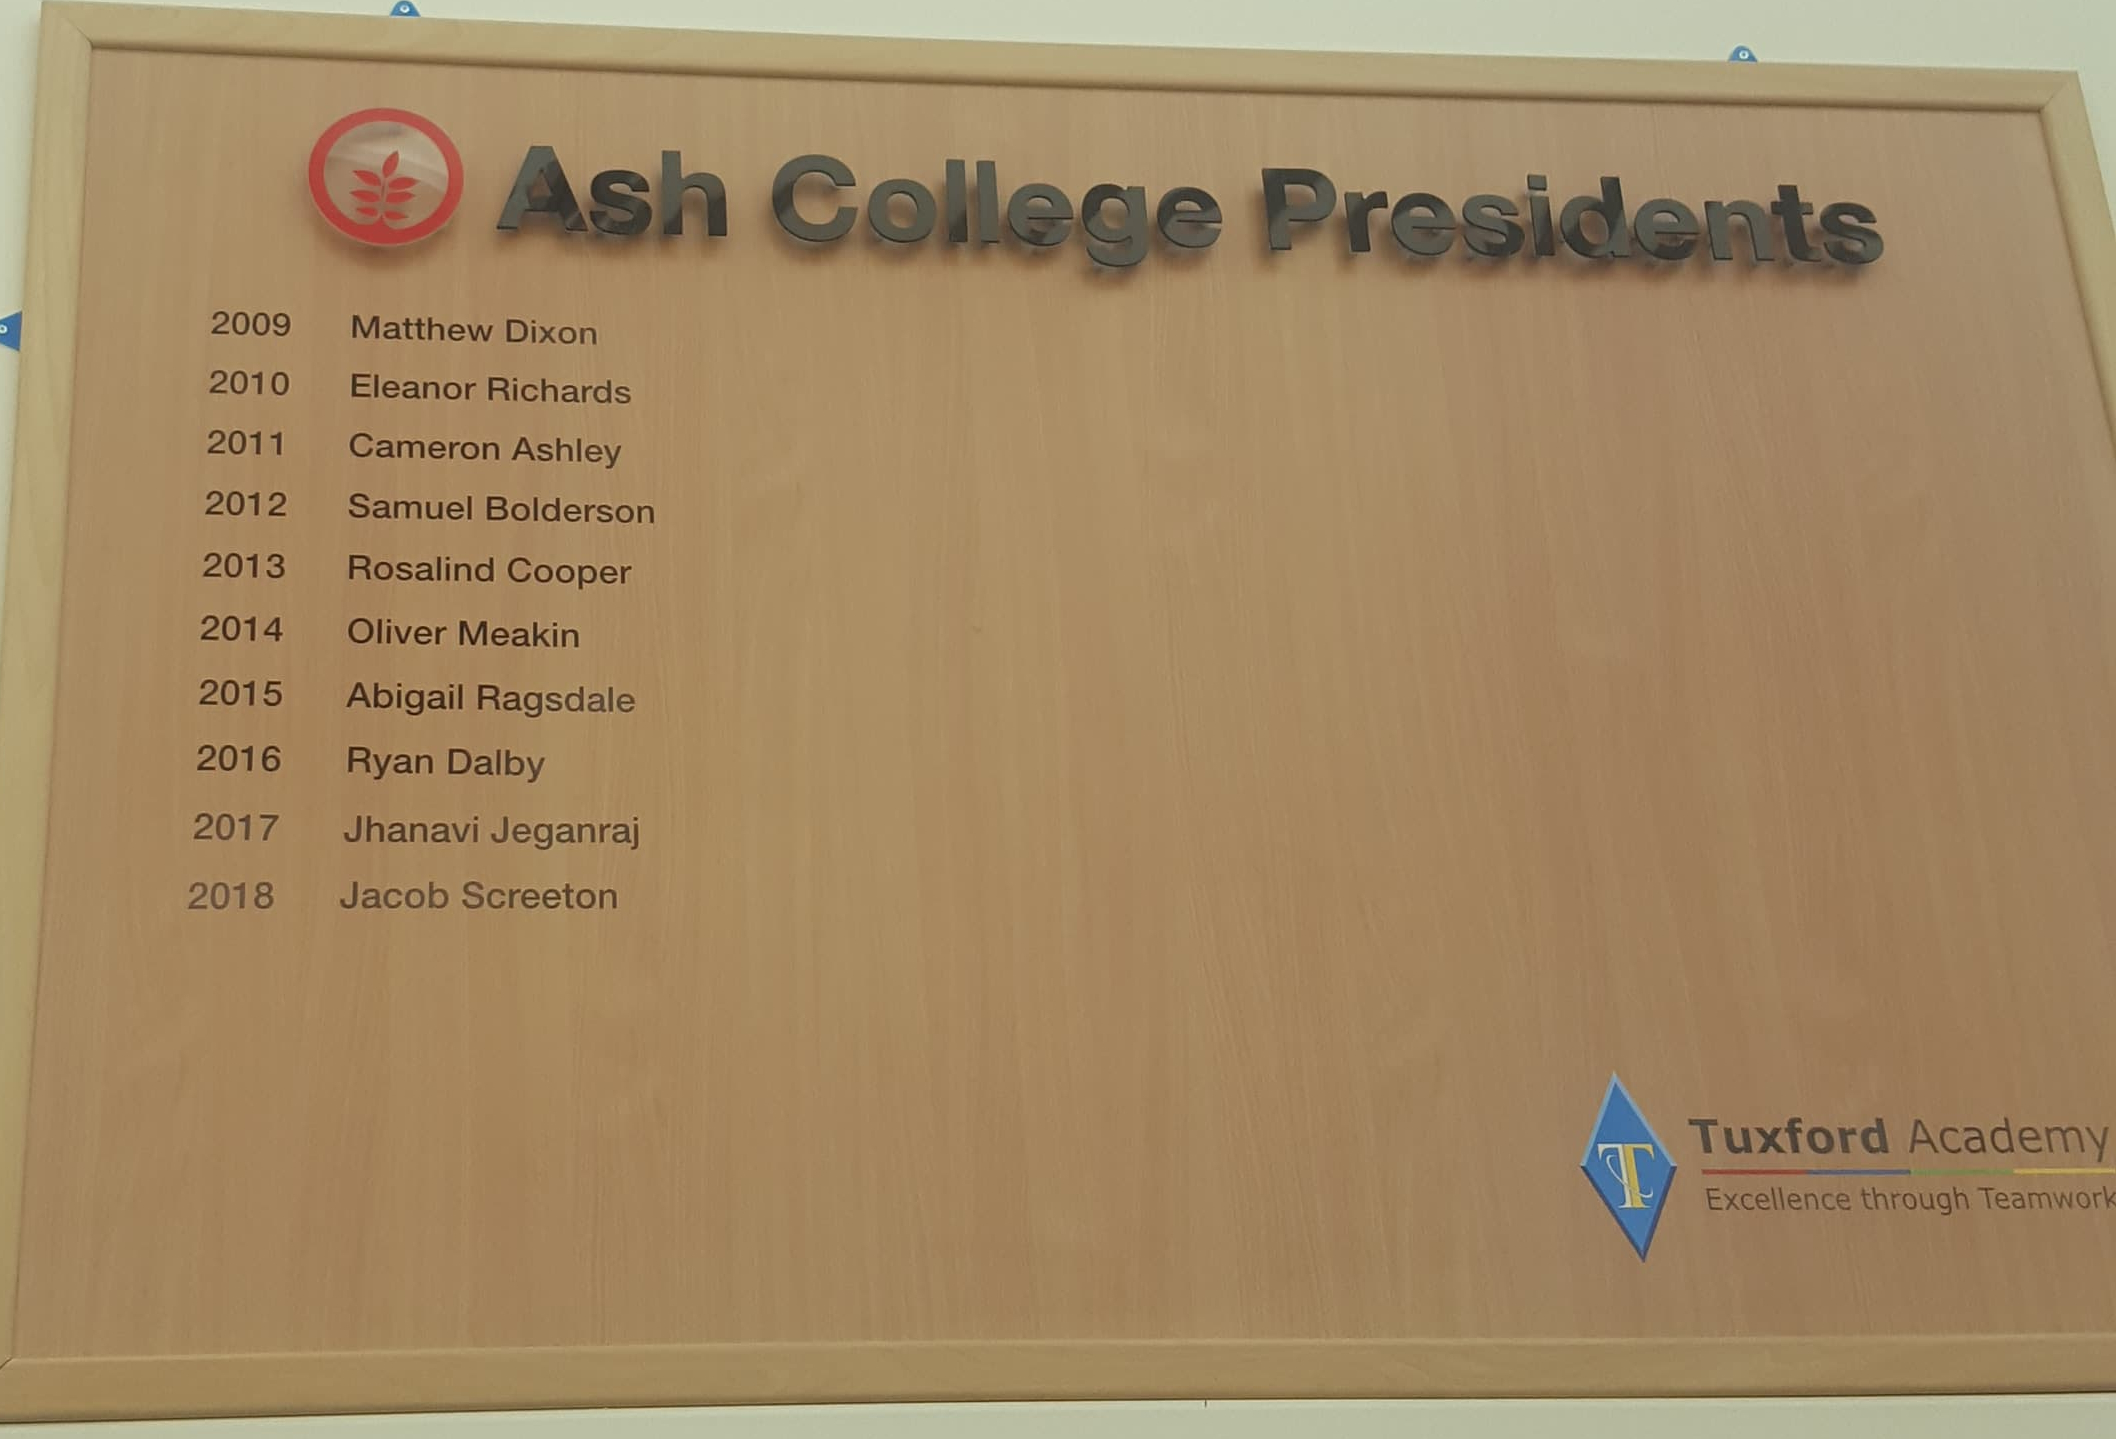 Ash College Presidents
2009 Matthew Dixon
2010 Eleanor Richards
2011 Cameron Ashley
2012 Samuel Bolderson
2013 Rosalind Cooper
2014 Oliver Meakin
2015 Abigail Ragsdale
2016 Ryan Dalby
2017 Jhanavi Jeganraj
2018 Jacob Screeton
T
Tuxford Academy
Excellence through Teamwork